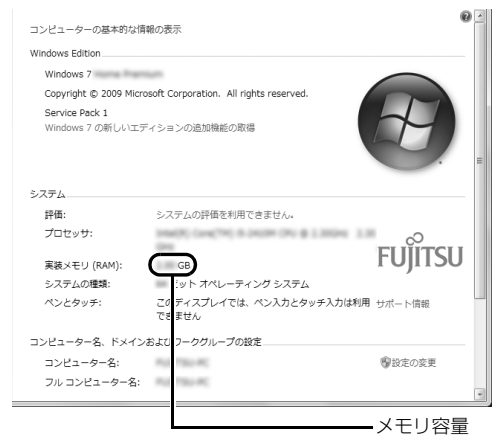 コンピューターの基本的な情報の表示
Windows Edition
Windows 7
Copyright © 2009 Microsoft Corporation. All rights reserved.
Service Pack 1
Windows 7 の新しいエディションの追加機能の取得
システム
評価: システムの評価を利用できません。
プロセッサ:
実装メモリ (RAM): GB
システムの種類: ビット オペレーティング システム
ペンとタッチ: このディスプレイでは、ペン入力とタッチ入力は利用できません
FUJITSU
サポート情報
コンピューター名、ドメインおよびワークグループの設定
コンピューター名: 設定の変更
フル コンピューター名:
メモリ容量